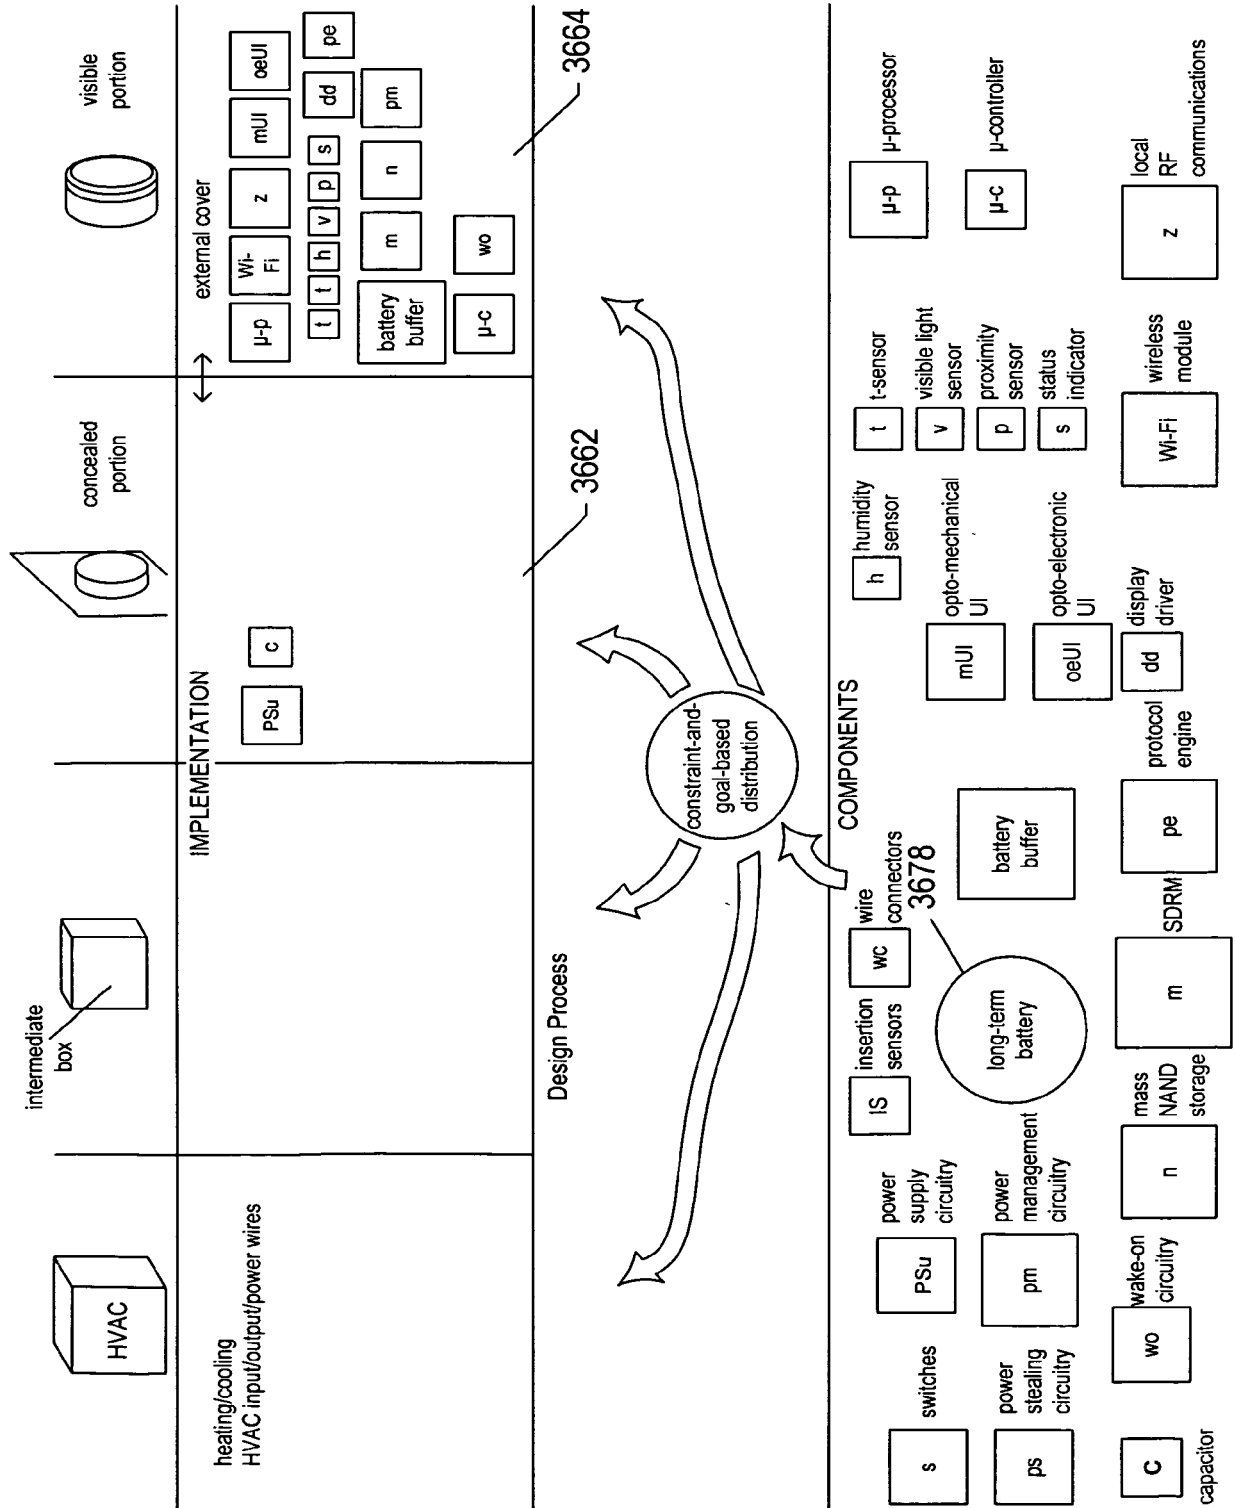 HVAC
intermediate
box
concealed
portion
visible
portion
heating/cooling
HVAC input/output/power wires
IMPLEMENTATION
PSu
c
external cover
µ-p
Wi-
Fi
z
mUI
oeUI
t
t
h
v
p
s
dd
pe
battery
buffer
m
n
pm
µ-c
wo
3662
3664
Design Process
constraint-and-
goal-based
distribution
COMPONENTS
s
switches
PSu
power
supply
circuitry
IS
insertion
sensors
wc
wire
connectors
h
humidity
sensor
t
t-sensor
v
visible light
sensor
p
proximity
sensor
s
status
indicator
µ-p
µ-processor
µ-c
µ-controller
ps
power
stealing
circuitry
pm
power
management
circuitry
long-term
battery
3678
battery
buffer
mUI
opto-mechanical
UI
oeUI
opto-electronic
UI
C
capacitor
wo
wake-on
circuitry
n
mass
NAND
storage
m
SDRM
pe
protocol
engine
dd
display
driver
Wi-Fi
wireless
module
z
local
RF
communications